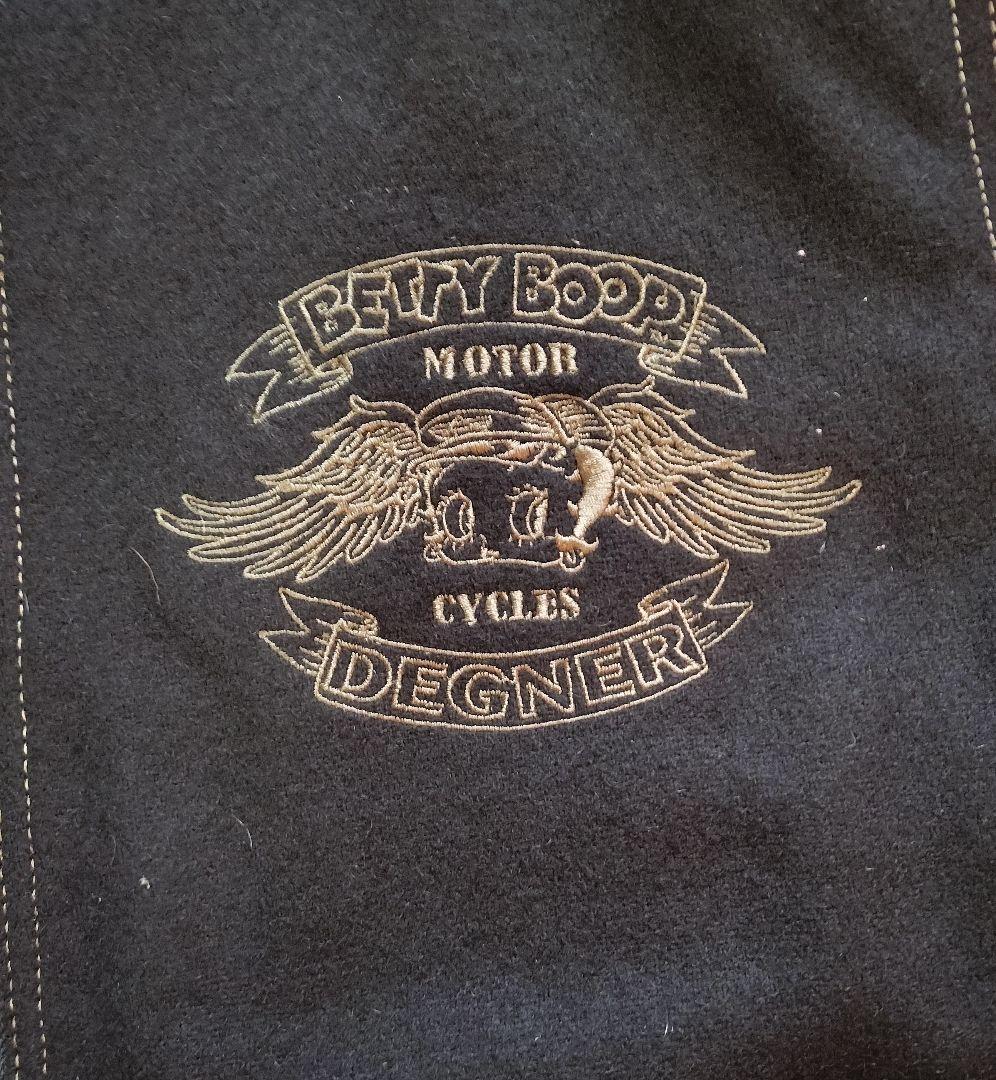 BETTY BOOP
MOTOR
CYCLES
DEGNER